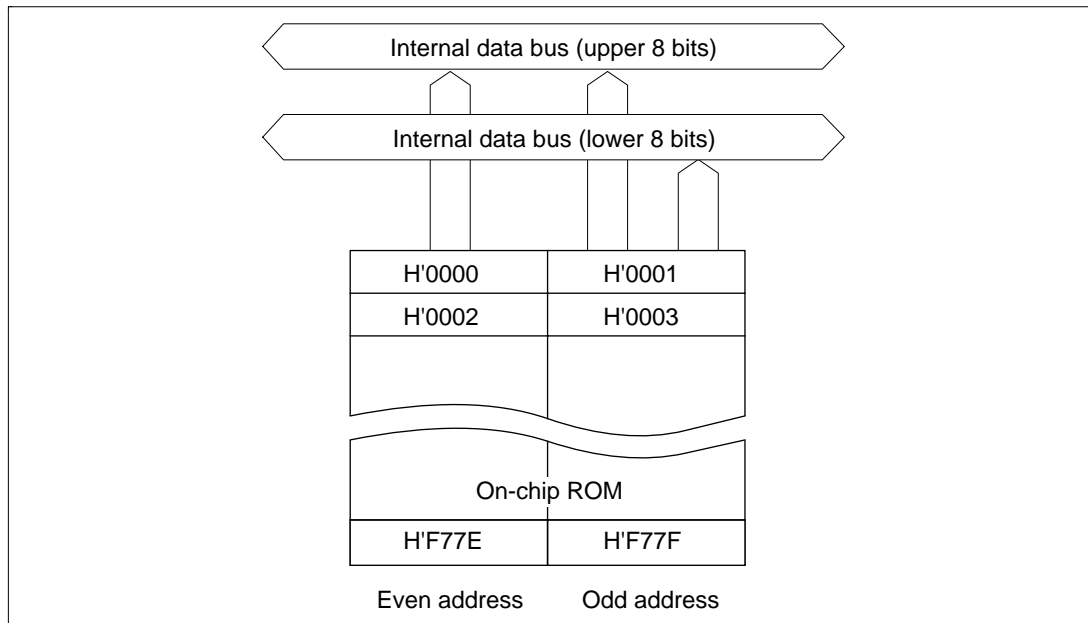 Internal data bus (upper 8 bits)
Internal data bus (lower 8 bits)
H'0000 H'0001
H'0002 H'0003
On-chip ROM
H'F77E H'F77F
Even address Odd address